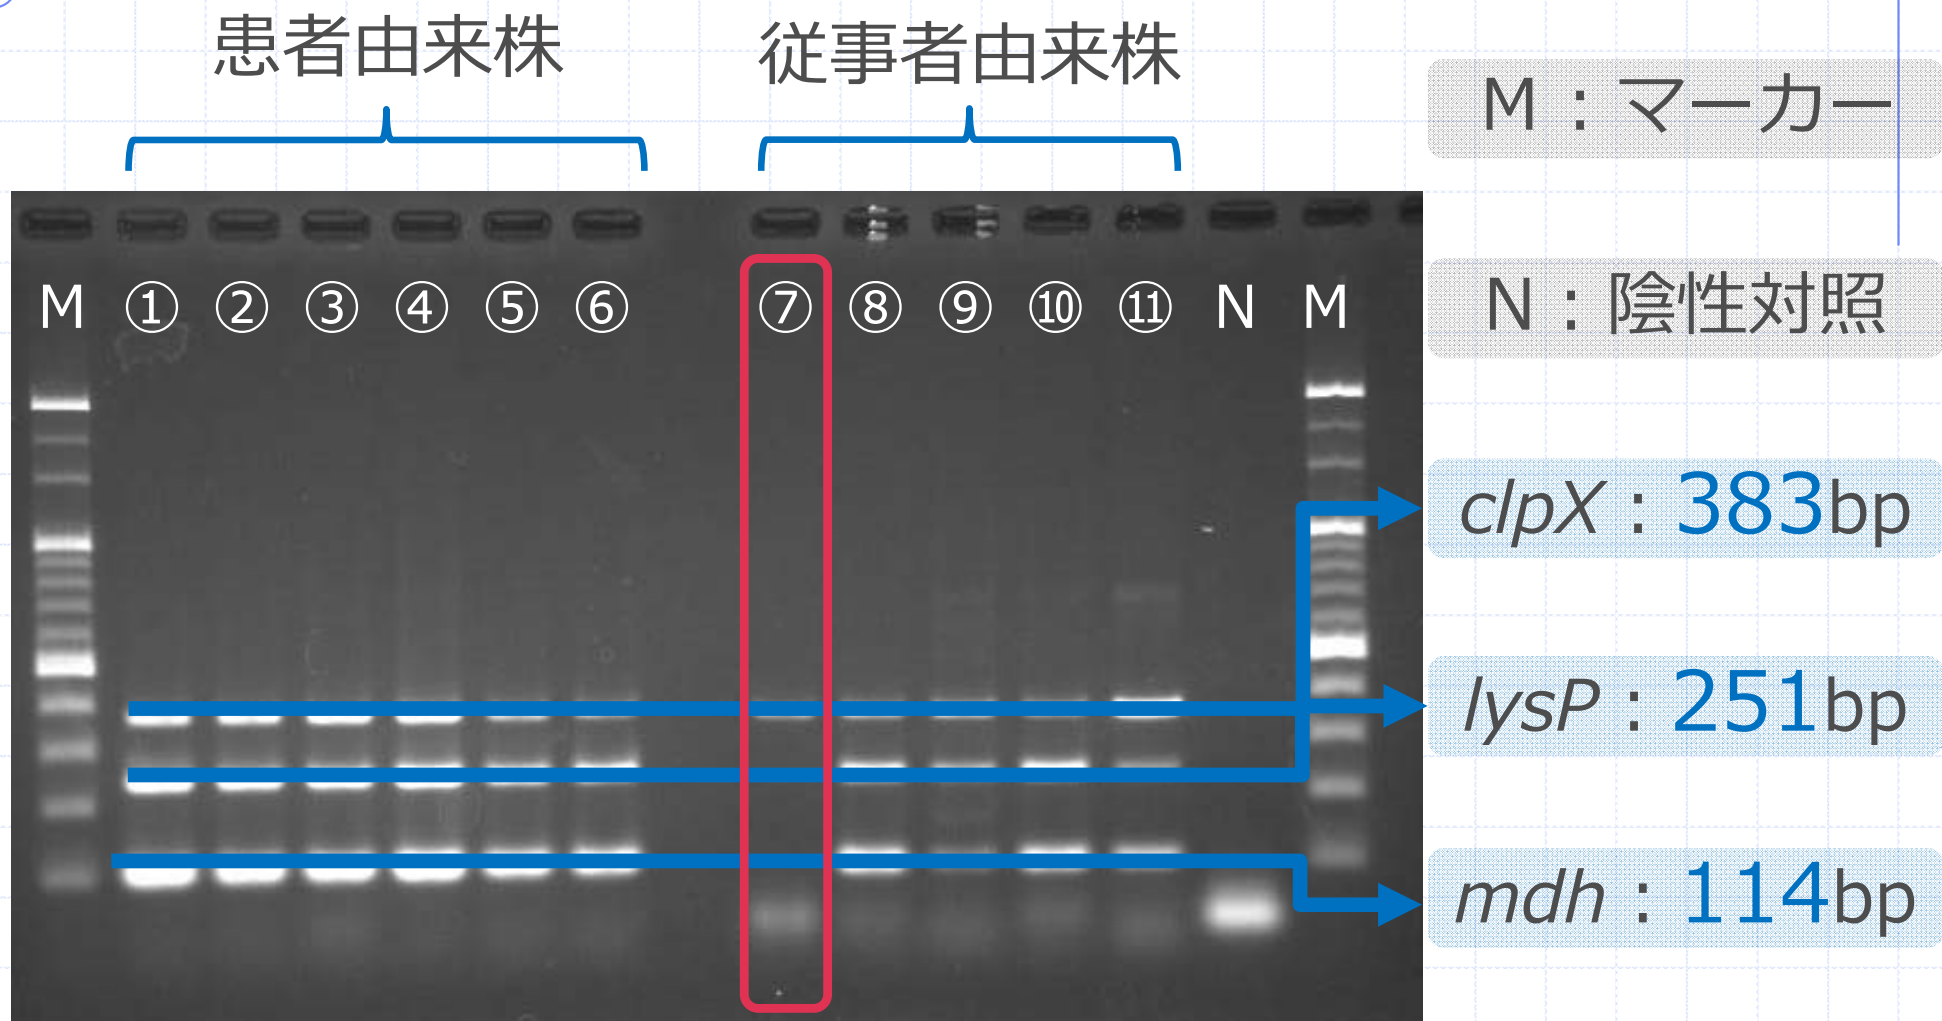 患者由来株
従事者由来株
M：マーカー
N：陰性対照
M ① ② ③ ④ ⑤ ⑥ ⑦ ⑧ ⑨ ⑩ ⑪ N M
clpX：383bp
lysP：251bp
mdh：114bp